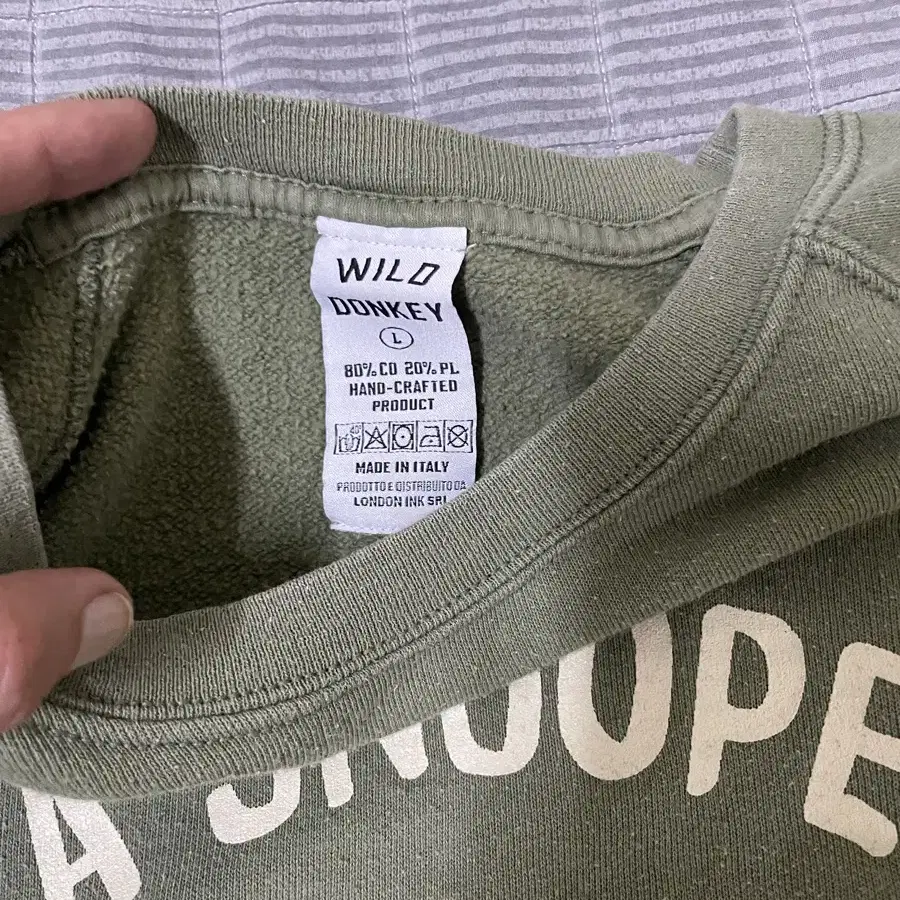 WILD
DONKEY
L
80% CO 20% PL
HAND-CRAFTED
PRODUCT
40°
MADE IN ITALY
PRODOTTO E DISTRIBUITO DA
LONDON INK SRL
A SNOOPE